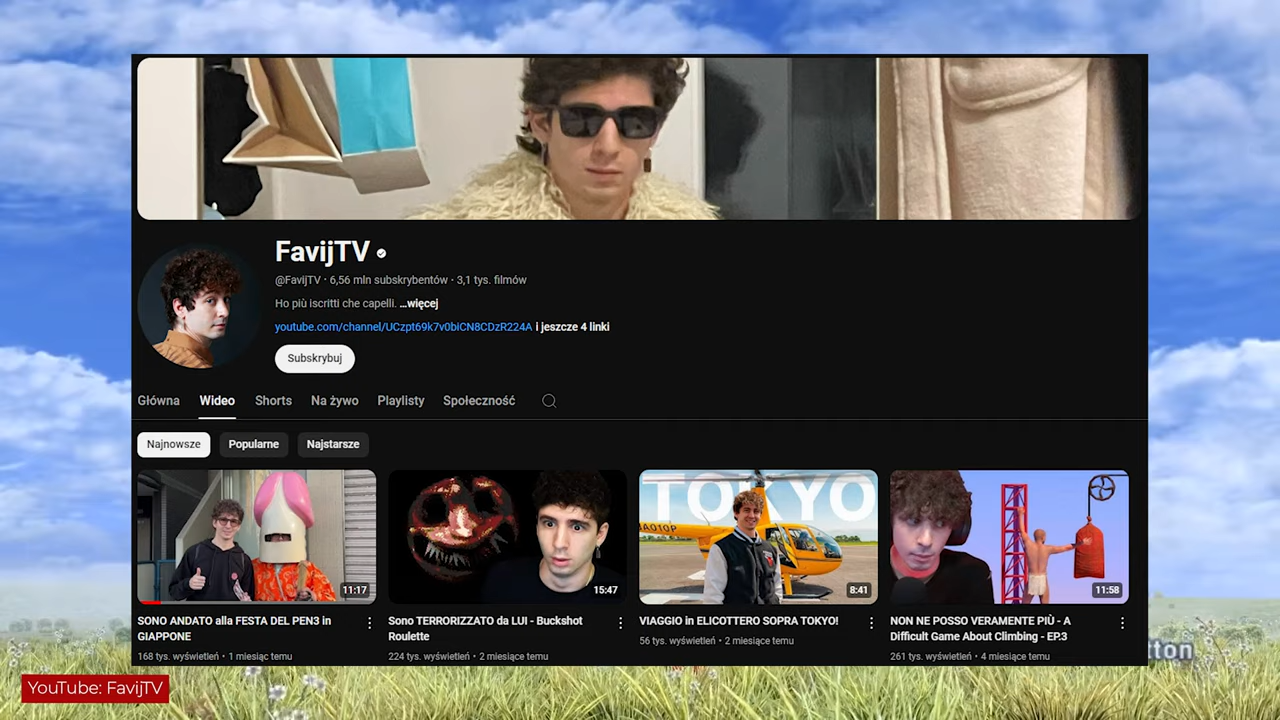 FavijTV
@FavijTV · 6,56 mln subskrybentów · 3,1 tys. filmów
Ho più iscritti che capelli. ...więcej
youtube.com/channel/UCzpt69k7v0biCN8CDzR224A i jeszcze 4 linki
Subskrybuj
Główna Wideo Shorts Na żywo Playlisty Społeczność
Najnowsze Popularne Najstarsze
11:17
15:47
TOKYO
8:41
11:58
SONO ANDATO alla FESTA DEL PEN3 in
GIAPPONE
168 tys. wyświetleń · 1 miesiąc temu
Sono TERRORIZZATO da LUI - Buckshot
Roulette
224 tys. wyświetleń · 2 miesiące temu
VIAGGIO in ELICOTTERO SOPRA TOKYO!
56 tys. wyświetleń · 2 miesiące temu
NON NE POSSO VERAMENTE PIÙ - A
Difficult Game About Climbing - EP.3
261 tys. wyświetleń · 4 miesiące temu
YouTube: FavijTV